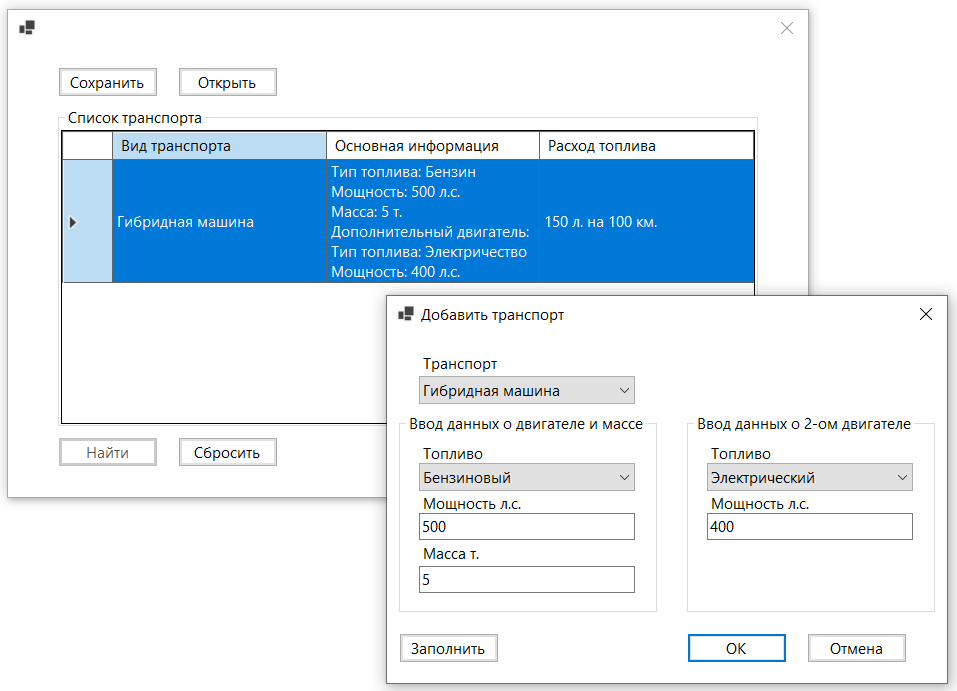 Сохранить
Открыть
Список транспорта
Вид транспорта
Основная информация
Расход топлива
Гибридная машина
Тип топлива: Бензин
Мощность: 500 л.с.
Масса: 5 т.
Дополнительный двигатель:
Тип топлива: Электричество
Мощность: 400 л.с.
150 л. на 100 км.
Найти
Сбросить
Добавить транспорт
Транспорт
Гибридная машина
Ввод данных о двигателе и массе
Топливо
Бензиновый
Мощность л.с.
500
Масса т.
5
Ввод данных о 2-ом двигателе
Топливо
Электрический
Мощность л.с.
400
Заполнить
ОК
Отмена